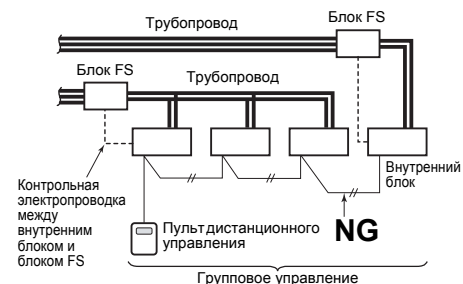 Трубопровод
Блок FS
Блок FS
Трубопровод
Внутренний
блок
Контрольная
электропроводка
между
внутренним
блоком и
блоком FS
Пульт дистанционного
управления
NG
Групповое управление